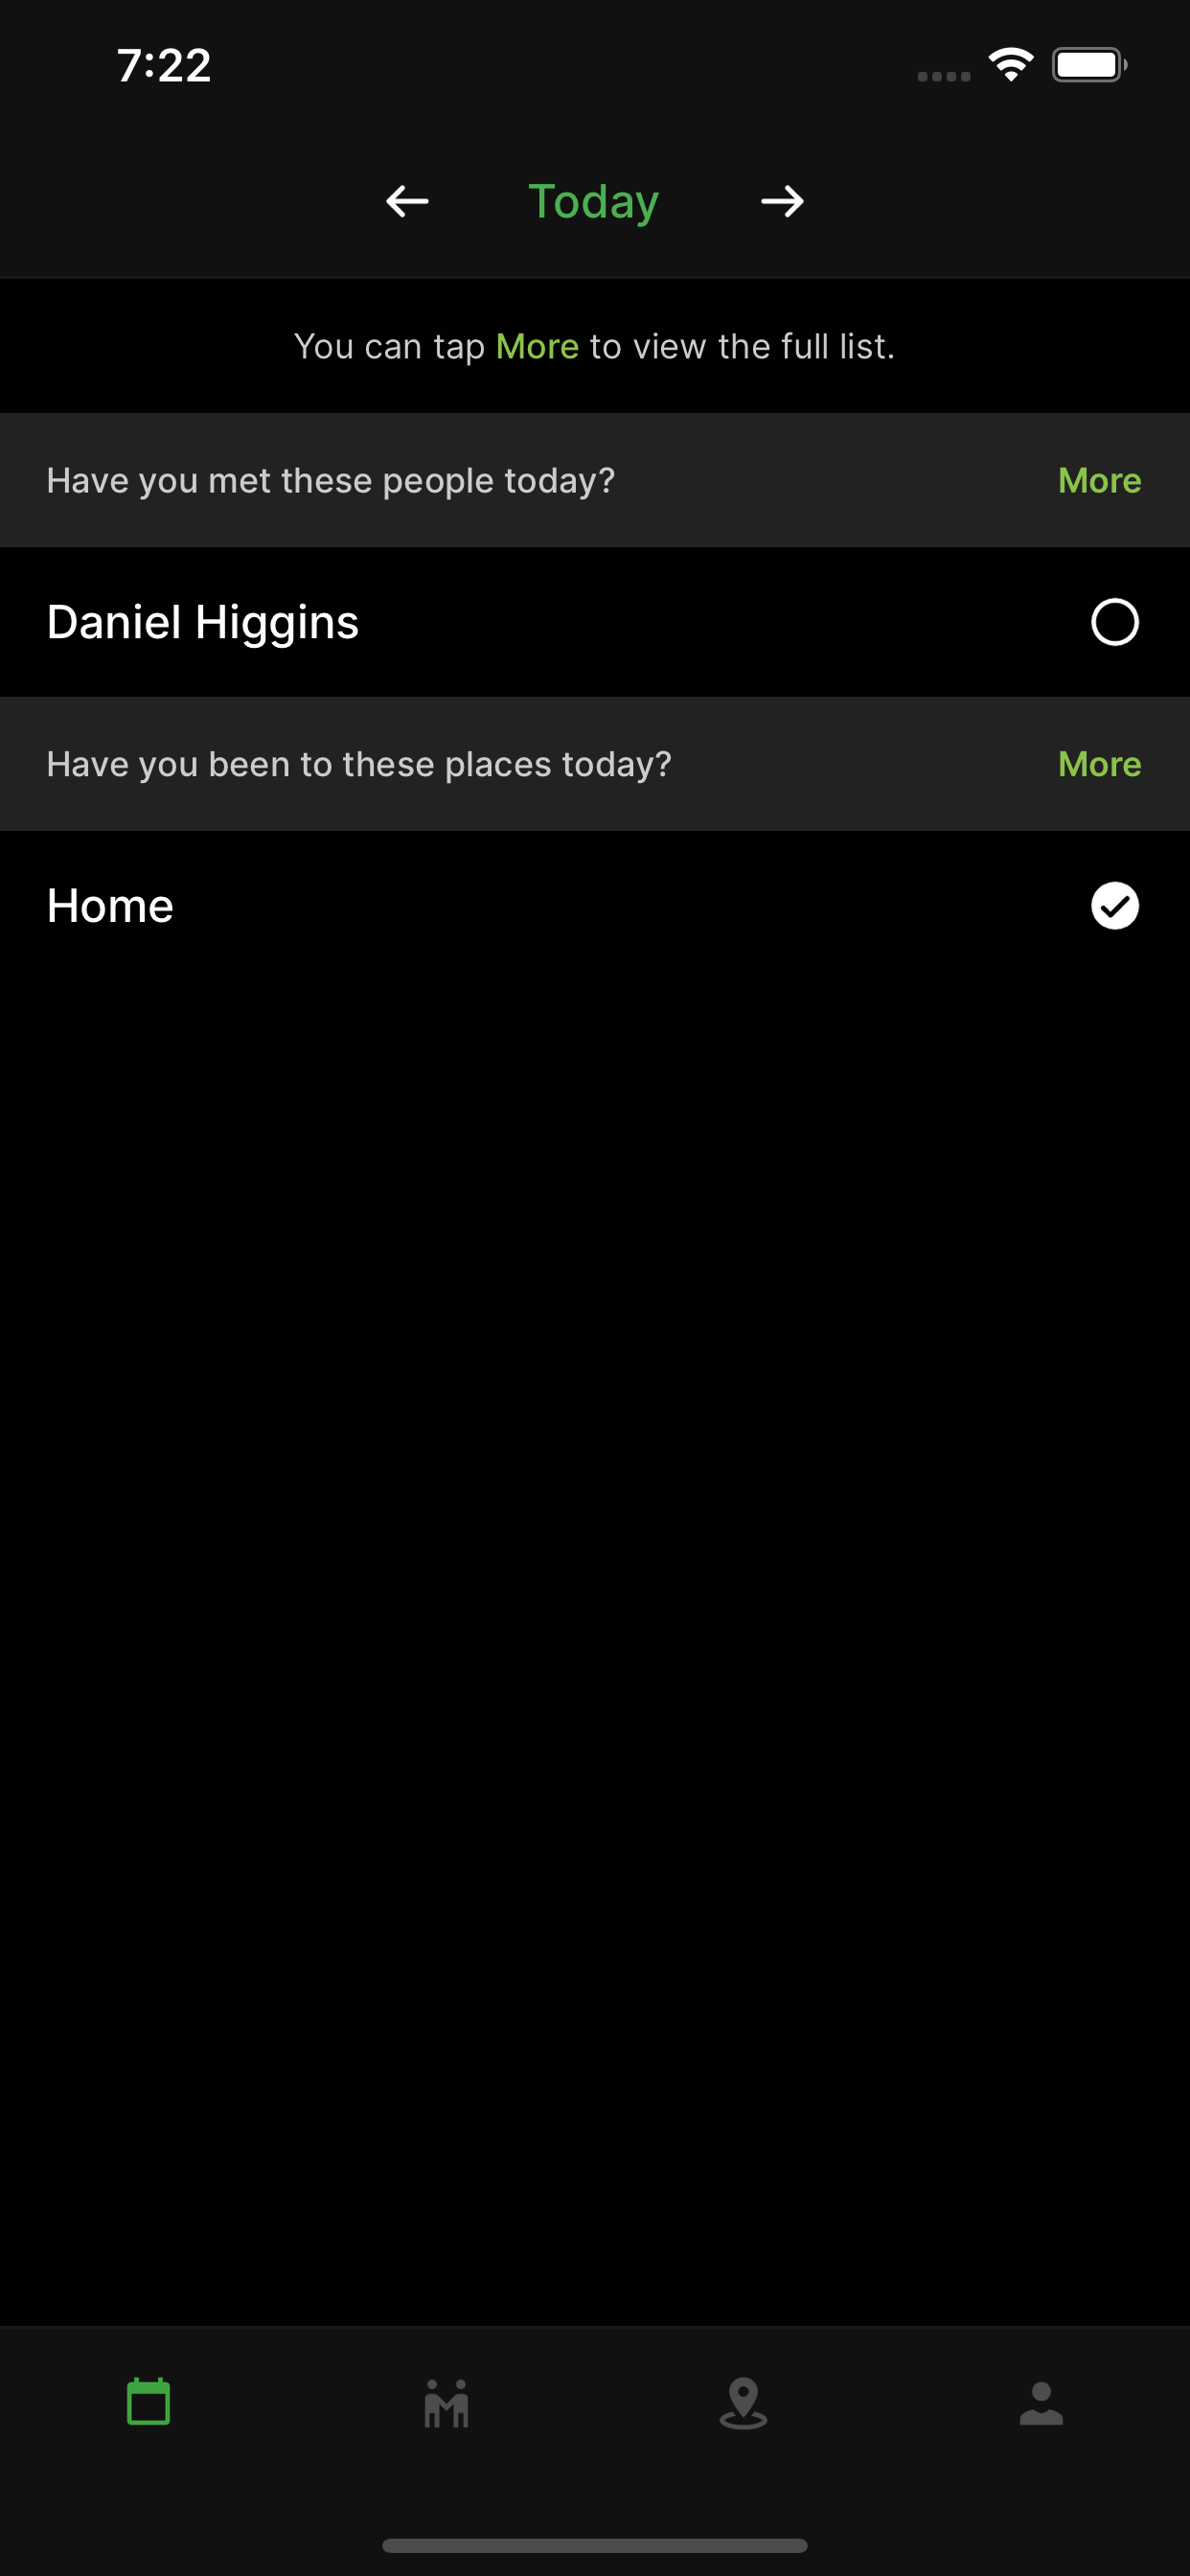 7:22
Today
You can tap More to view the full list.
Have you met these people today? More
Daniel Higgins
Have you been to these places today? More
Home